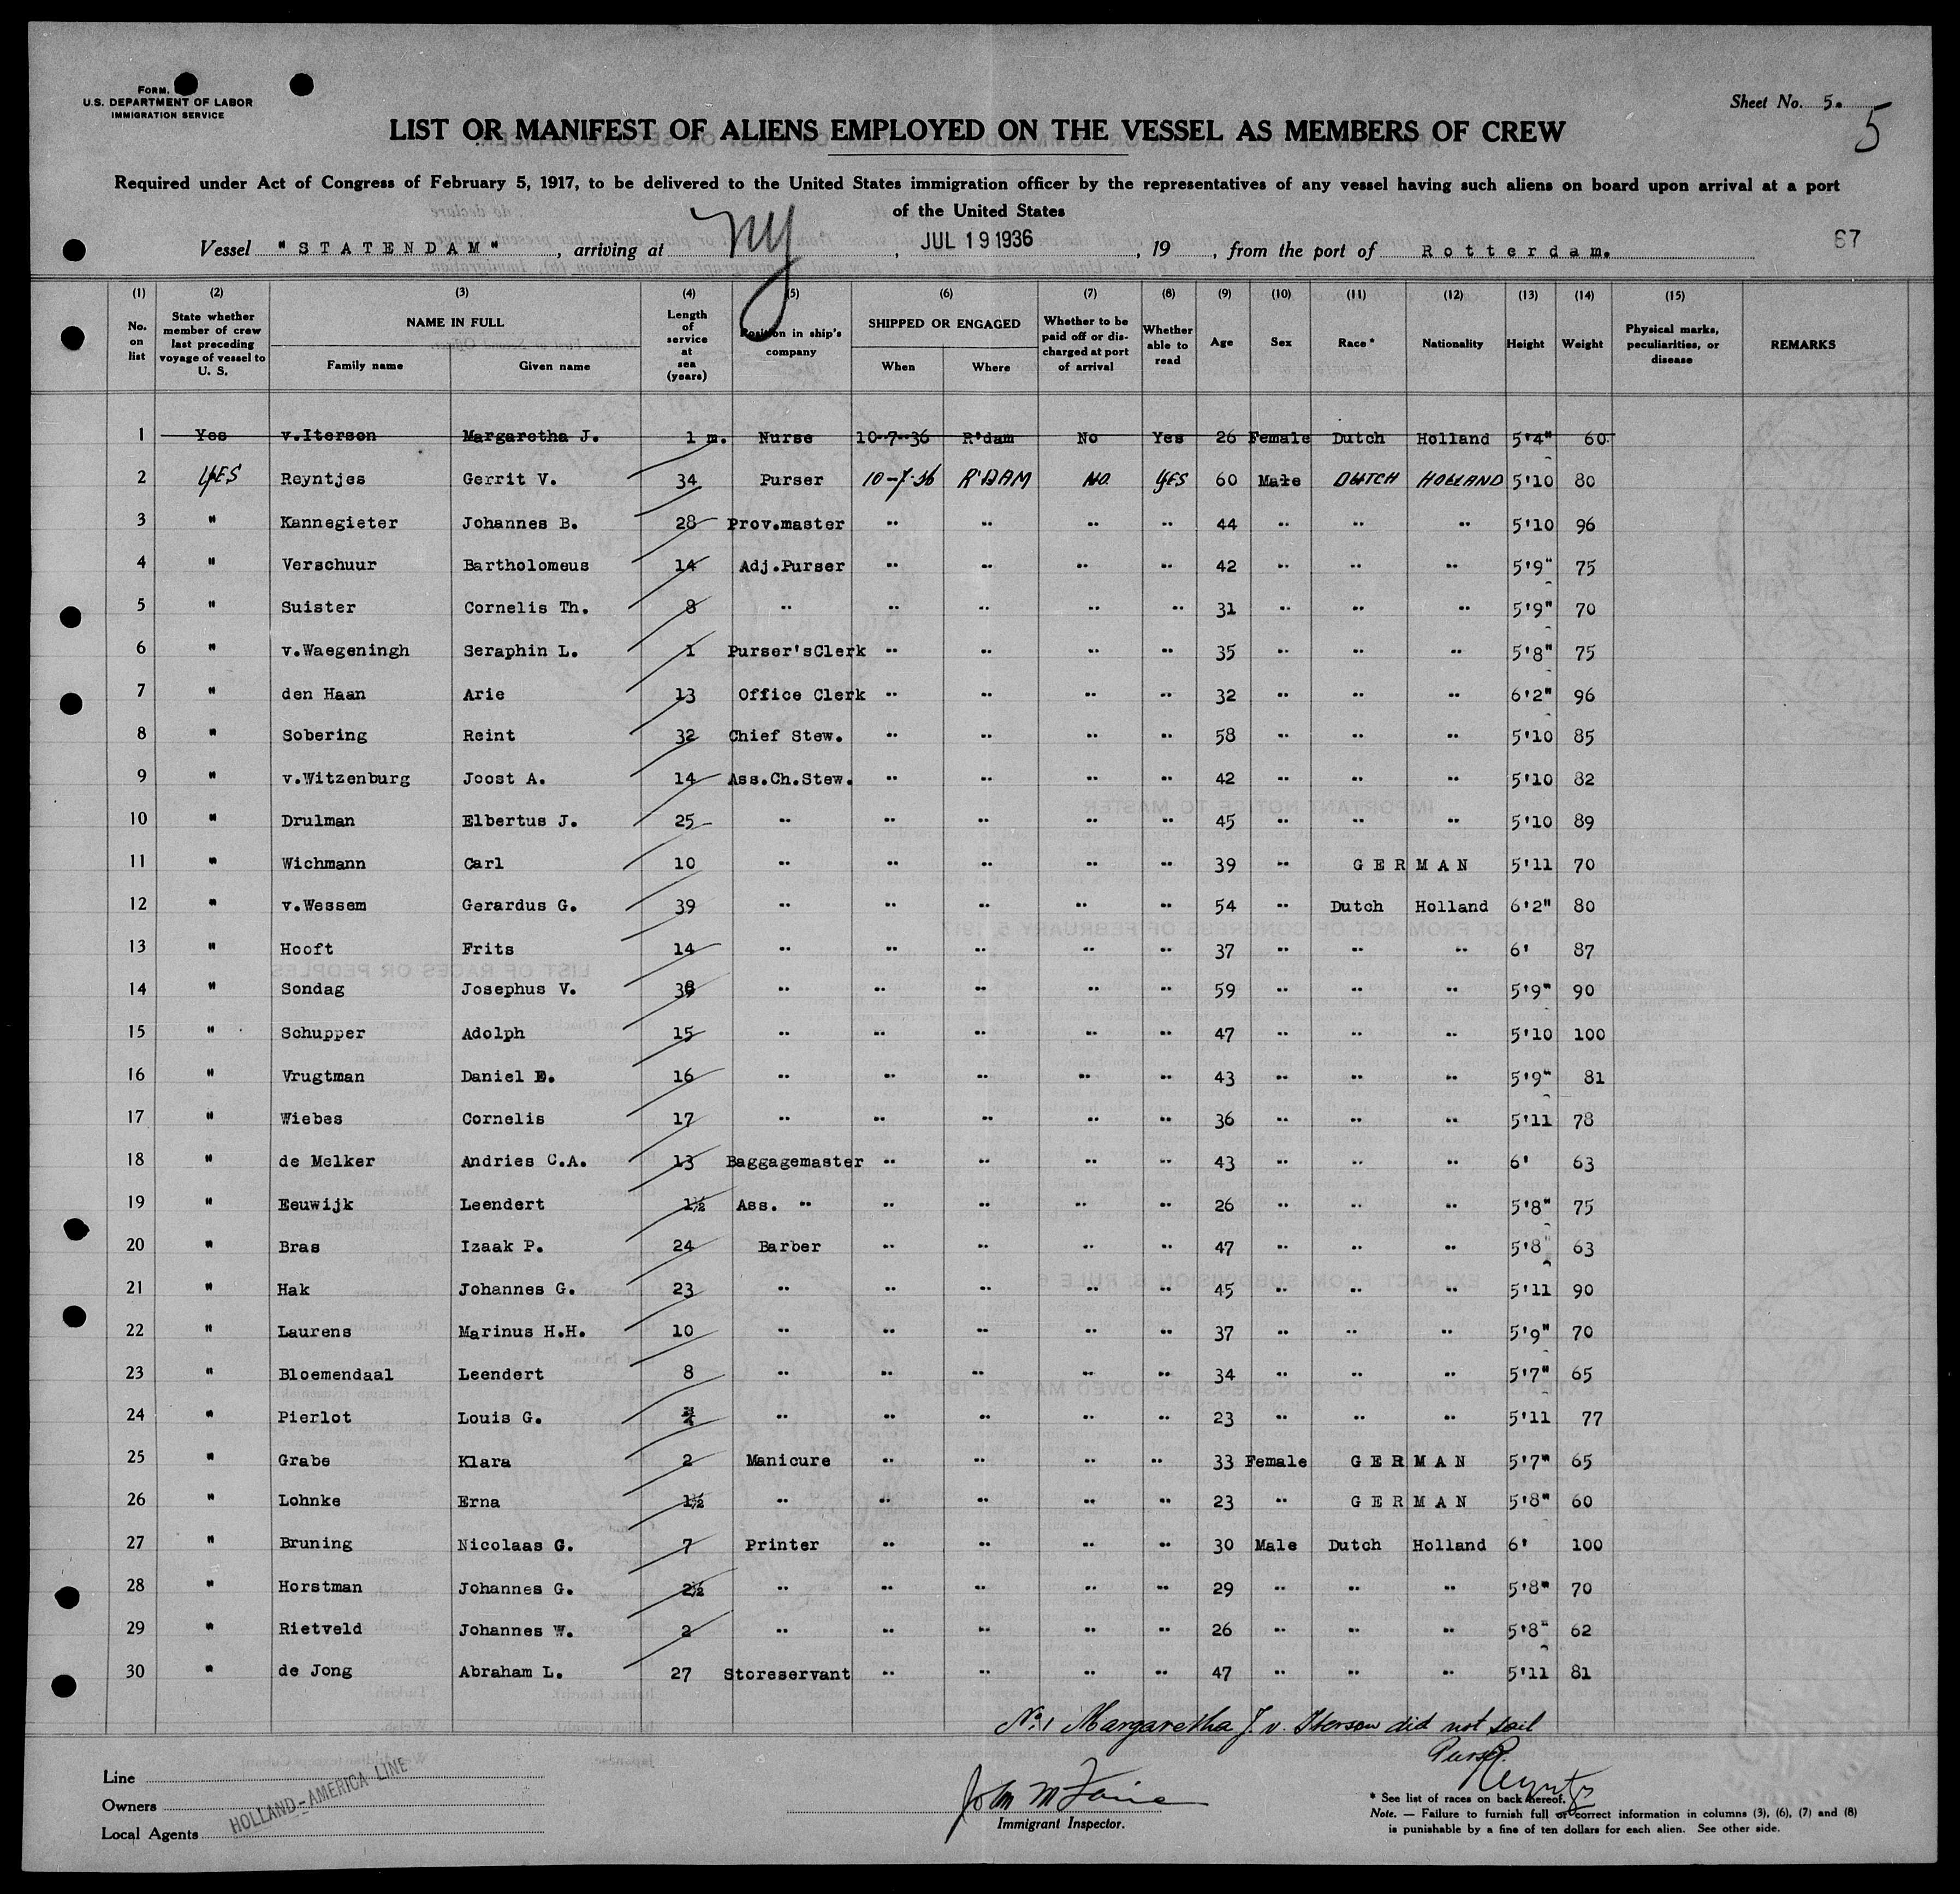 FORM.
U.S. DEPARTMENT OF LABOR
IMMIGRATION SERVICE
Sheet No. 5.
5
LIST OR MANIFEST OF ALIENS EMPLOYED ON THE VESSEL AS MEMBERS OF CREW
Required under Act of Congress of February 5, 1917, to be delivered to the United States immigration officer by the representatives of any vessel having such aliens on board upon arrival at a port
of the United States
Vessel "STATENDAM", arriving at NY, JUL 19 1936, 19 , from the port of Rotterdam.
67
(1) (2) (3) (4) (5) (6) (7) (8) (9) (10) (11) (12) (13) (14) (15)
No. on list | State whether member of crew last preceding voyage of vessel to U. S. | NAME IN FULL | Family name | Given name | Length of service at sea (years) | Position in ship's company | SHIPPED OR ENGAGED | When | Where | Whether to be paid off or discharged at port of arrival | Whether able to read | Age | Sex | Race* | Nationality | Height | Weight | Physical marks, peculiarities, or disease | REMARKS
1 Yes v.Iterson Margaretha J. 1 m. Nurse 10-7-36 R'dam No Yes 26 Female Dutch Holland 5'4" 60
2 YES Reyntjes Gerrit V. 34 Purser 10-7-36 R'DAM NO YES 60 Male DUTCH HOLLAND 5'10 80
3 " Kannegieter Johannes B. 28 Prov.master " " " " 44 " " " 5'10 96
4 " Verschuur Bartholomeus 14 Adj.Purser " " " " 42 " " " 5'9" 75
5 " Suister Cornelis Th. 8 " " " " " 31 " " " 5'9" 70
6 " v.Waegeningh Seraphin L. 1 Purser'sClerk " " " " 35 " " " 5'8" 75
7 " den Haan Arie 13 Office Clerk " " " " 32 " " " 6'2" 96
8 " Sobering Reint 32 Chief Stew. " " " " 58 " " " 5'10 85
9 " v.Witzenburg Joost A. 14 Ass.Ch.Stew. " " " " 42 " " " 5'10 82
10 " Drulman Elbertus J. 25 " " " " " 45 " " " 5'10 89
11 " Wichmann Carl 10 " " " " " 39 " GERMAN 5'11 70
12 " v.Wessem Gerardus G. 39 " " " " " 54 " Dutch Holland 6'2" 80
13 " Hooft Frits 14 " " " " " 37 " " " 6' 87
14 " Sondag Josephus V. " " " " " 59 " " " 5'9" 90
15 " Schupper Adolph 15 " " " " " 47 " " " 5'10 100
16 " Vrugtman Daniel E. 16 " " " " " 43 " " " 5'9" 81
17 " Wiebes Cornelis 17 " " " " " 36 " " " 5'11 78
18 " de Melker Andries C.A. 13 Baggagemaster " " " " 43 " " " 6' 63
19 " Eeuwijk Leendert 1½ Ass. " " " " " 26 " " " 5'8" 75
20 " Bras Izaak P. 24 Barber " " " " 47 " " " 5'8" 63
21 " Hak Johannes G. 23 " " " " " 45 " " " 5'11 90
22 " Laurens Marinus H.H. 10 " " " " " 37 " " " 5'9" 70
23 " Bloemendaal Leendert 8 " " " " " 34 " " " 5'7" 65
24 " Pierlot Louis G. " " " " " 23 " " " 5'11 77
25 " Grabe Klara 2 Manicure " " " " 33 Female GERMAN 5'7" 65
26 " Lohnke Erna 1½ " " " " " 23 " GERMAN 5'8" 60
27 " Bruning Nicolaas G. 7 Printer " " " " 30 Male Dutch Holland 6' 100
28 " Horstman Johannes G. 2½ " " " " " 29 " " " 5'8" 70
29 " Rietveld Johannes W. 2 " " " " " 26 " " " 5'8" 62
30 " de Jong Abraham L. 27 Storeservant " " " " 47 " " " 5'11 81
No. 1 Margaretha J. v. Iterson did not sail
Purser.
Reyntjes
Line
Owners
Local Agents
HOLLAND-AMERICA LINE
John M
Immigrant Inspector.
* See list of races on back hereof.
Note. — Failure to furnish full or correct information in columns (3), (6), (7) and (8)
is punishable by a fine of ten dollars for each alien. See other side.